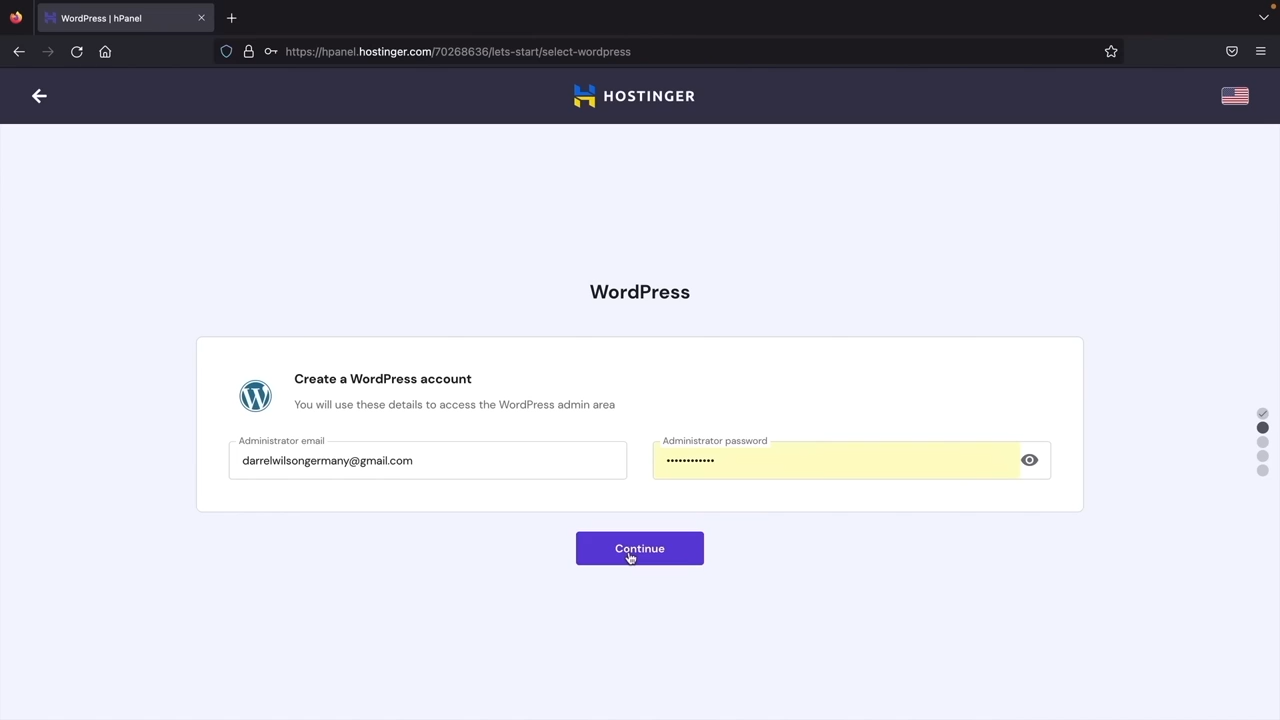 WordPress | hPanel
https://hpanel.hostinger.com/70268636/lets-start/select-wordpress
HOSTINGER
WordPress
Create a WordPress account
You will use these details to access the WordPress admin area
Administrator email
darrelwilsongermany@gmail.com
Administrator password
••••••••••••
Continue